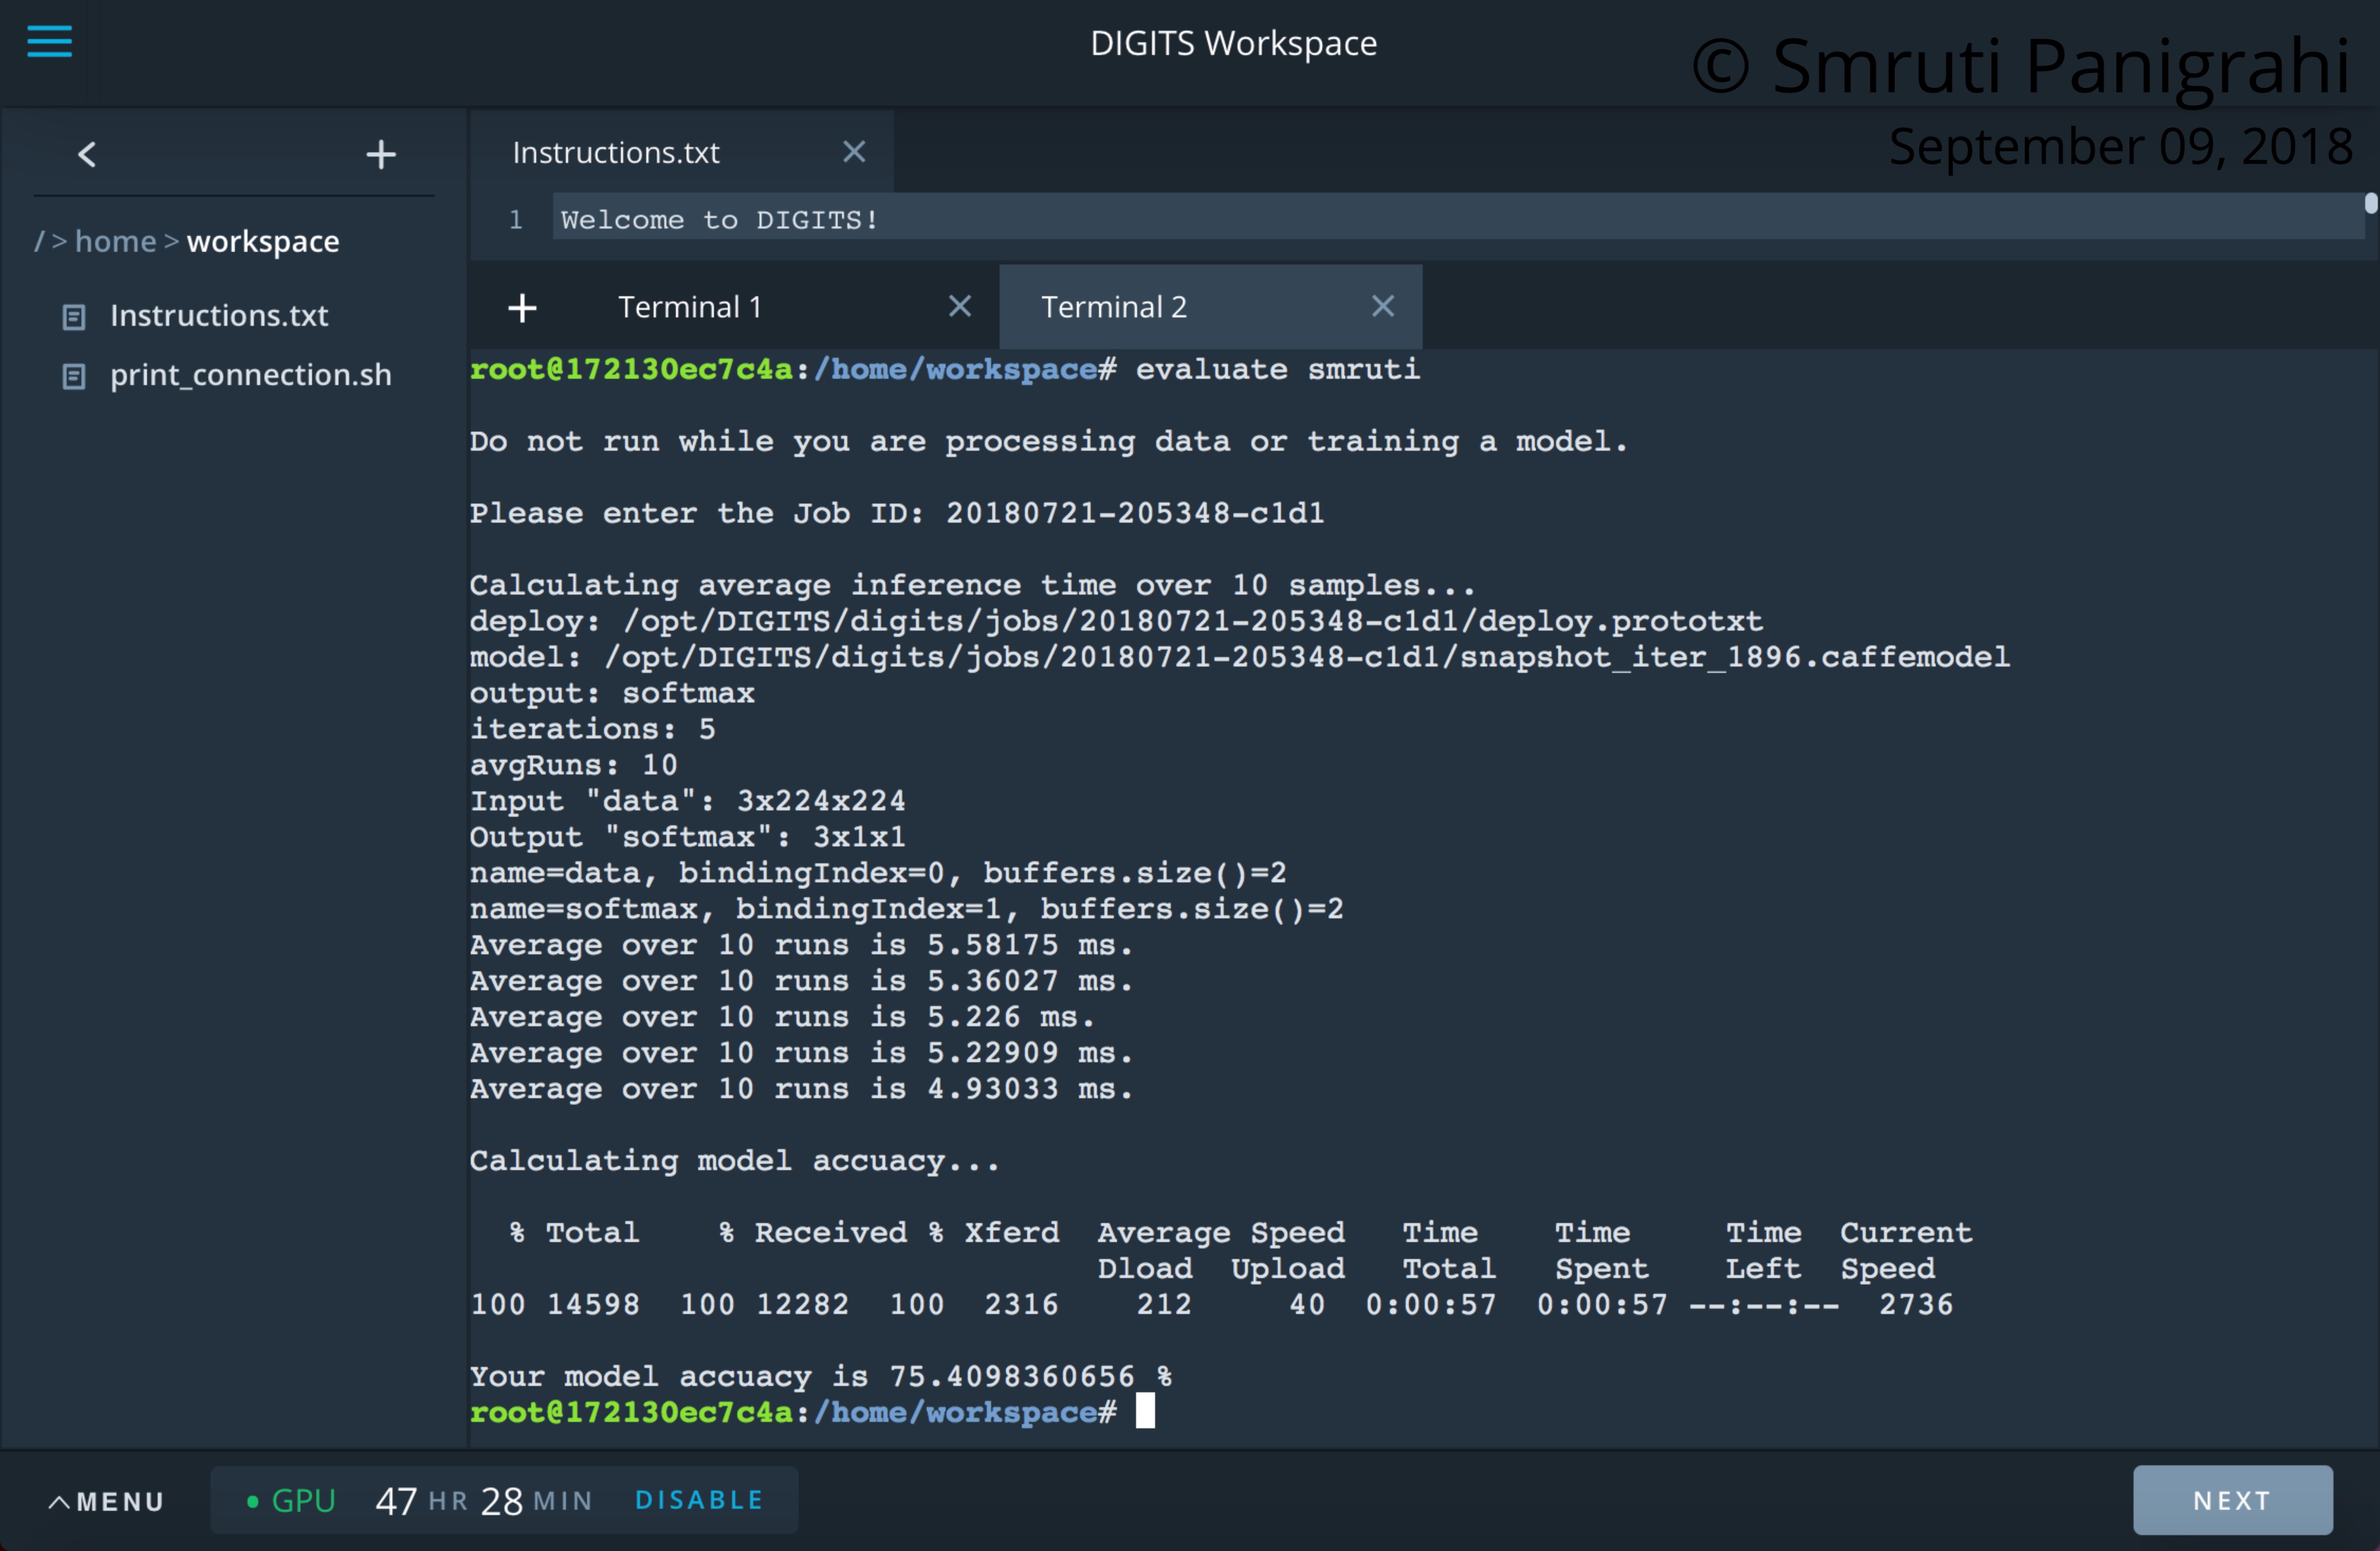 DIGITS Workspace
© Smruti Panigrahi
September 09, 2018
Instructions.txt
1 Welcome to DIGITS!
/ > home > workspace
Instructions.txt
print_connection.sh
Terminal 1
Terminal 2
root@172130ec7c4a:/home/workspace# evaluate smruti
Do not run while you are processing data or training a model.
Please enter the Job ID: 20180721-205348-c1d1
Calculating average inference time over 10 samples...
deploy: /opt/DIGITS/digits/jobs/20180721-205348-c1d1/deploy.prototxt
model: /opt/DIGITS/digits/jobs/20180721-205348-c1d1/snapshot_iter_1896.caffemodel
output: softmax
iterations: 5
avgRuns: 10
Input "data": 3x224x224
Output "softmax": 3x1x1
name=data, bindingIndex=0, buffers.size()=2
name=softmax, bindingIndex=1, buffers.size()=2
Average over 10 runs is 5.58175 ms.
Average over 10 runs is 5.36027 ms.
Average over 10 runs is 5.226 ms.
Average over 10 runs is 5.22909 ms.
Average over 10 runs is 4.93033 ms.
Calculating model accuacy...
% Total % Received % Xferd Average Speed Time Time Time Current
Dload Upload Total Spent Left Speed
100 14598 100 12282 100 2316 212 40 0:00:57 0:00:57 --:--:-- 2736
Your model accuacy is 75.4098360656 %
root@172130ec7c4a:/home/workspace#
MENU
GPU 47 HR 28 MIN DISABLE
NEXT